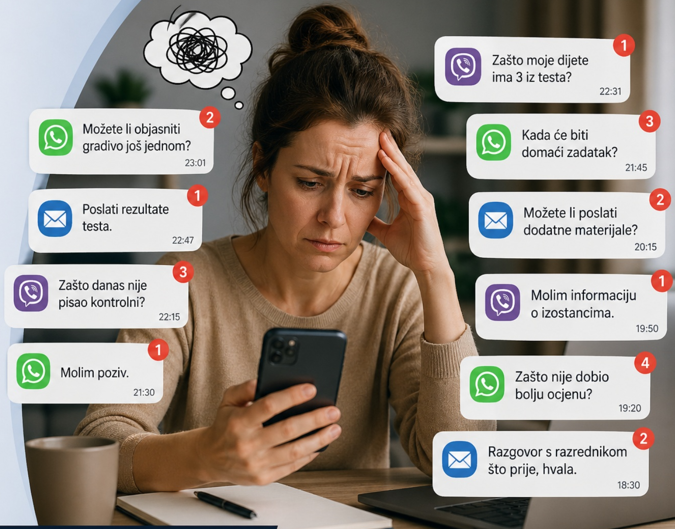 2
Možete li objasniti
gradivo još jednom?
23:01
1
Poslati rezultate
testa.
22:47
3
Zašto danas nije
pisao kontrolni?
22:15
1
Molim poziv.
21:30
1
Zašto moje dijete
ima 3 iz testa?
22:31
3
Kada će biti
domaći zadatak?
21:45
2
Možete li poslati
dodatne materijale?
20:15
1
Molim informaciju
o izostancima.
19:50
4
Zašto nije dobio
bolju ocjenu?
19:20
2
Razgovor s razrednikom
što prije, hvala.
18:30